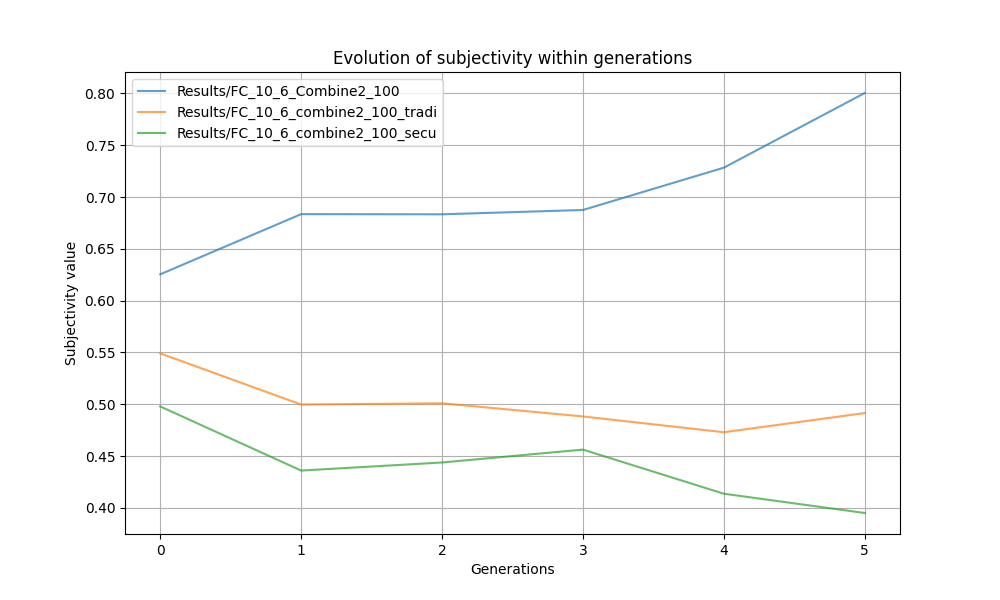 Evolution of subjectivity within generations
Results/FC_10_6_Combine2_100
Results/FC_10_6_combine2_100_tradi
Results/FC_10_6_combine2_100_secu
Subjectivity value
0.80
0.75
0.70
0.65
0.60
0.55
0.50
0.45
0.40
0 1 2 3 4 5
Generations